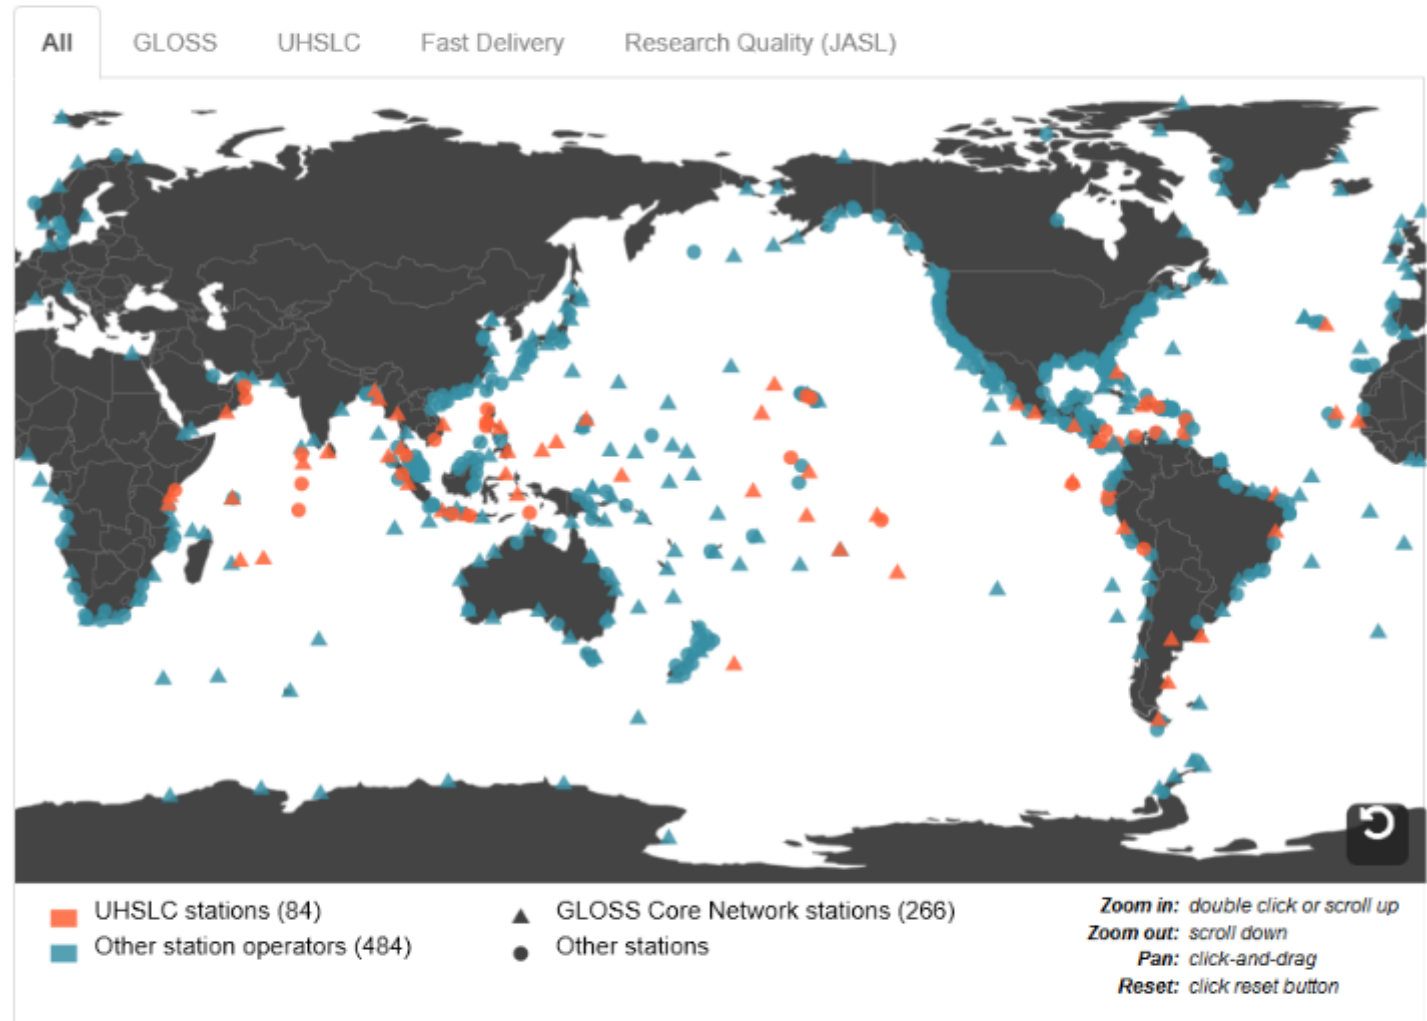 All GLOSS UHSLC Fast Delivery Research Quality (JASL)
UHSLC stations (84)
Other station operators (484)
GLOSS Core Network stations (266)
Other stations
Zoom in: double click or scroll up
Zoom out: scroll down
Pan: click-and-drag
Reset: click reset button